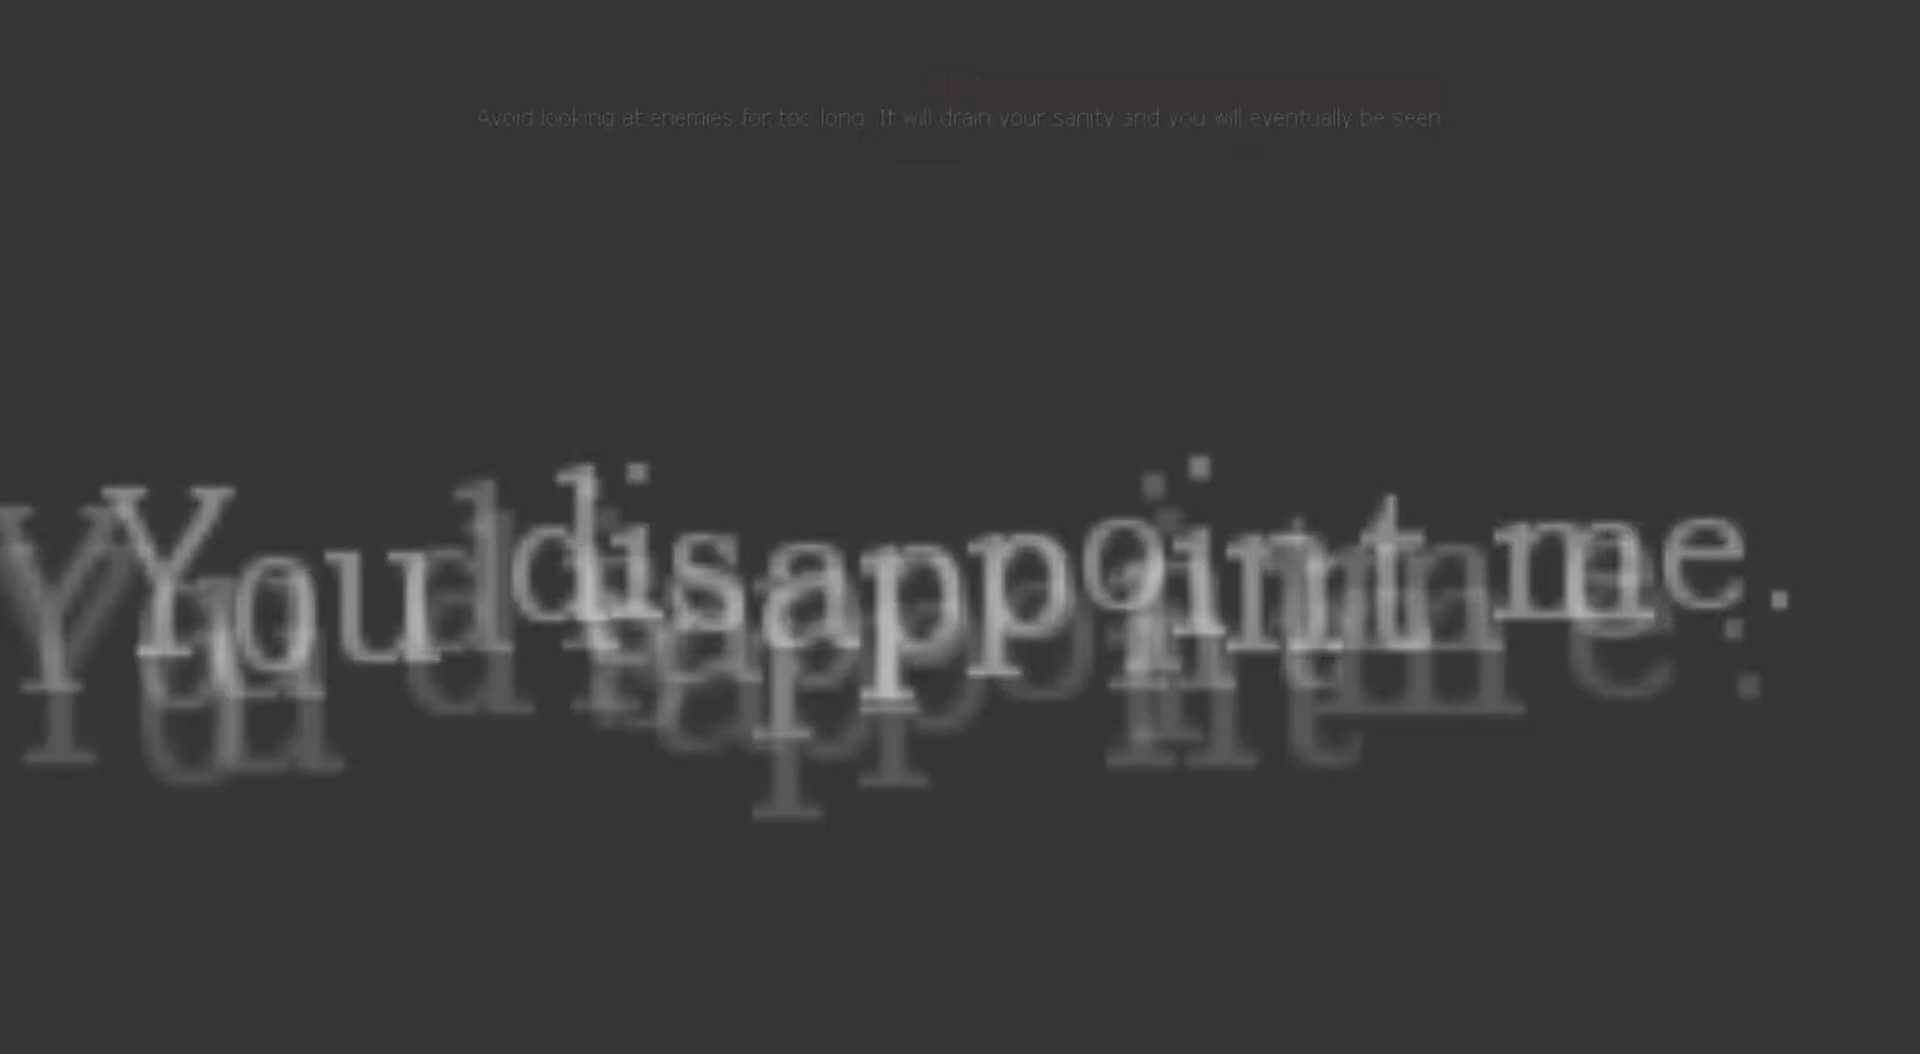 Avoid looking at enemies for too long. It will drain your sanity and you will eventually be seen.
You disappoint me.